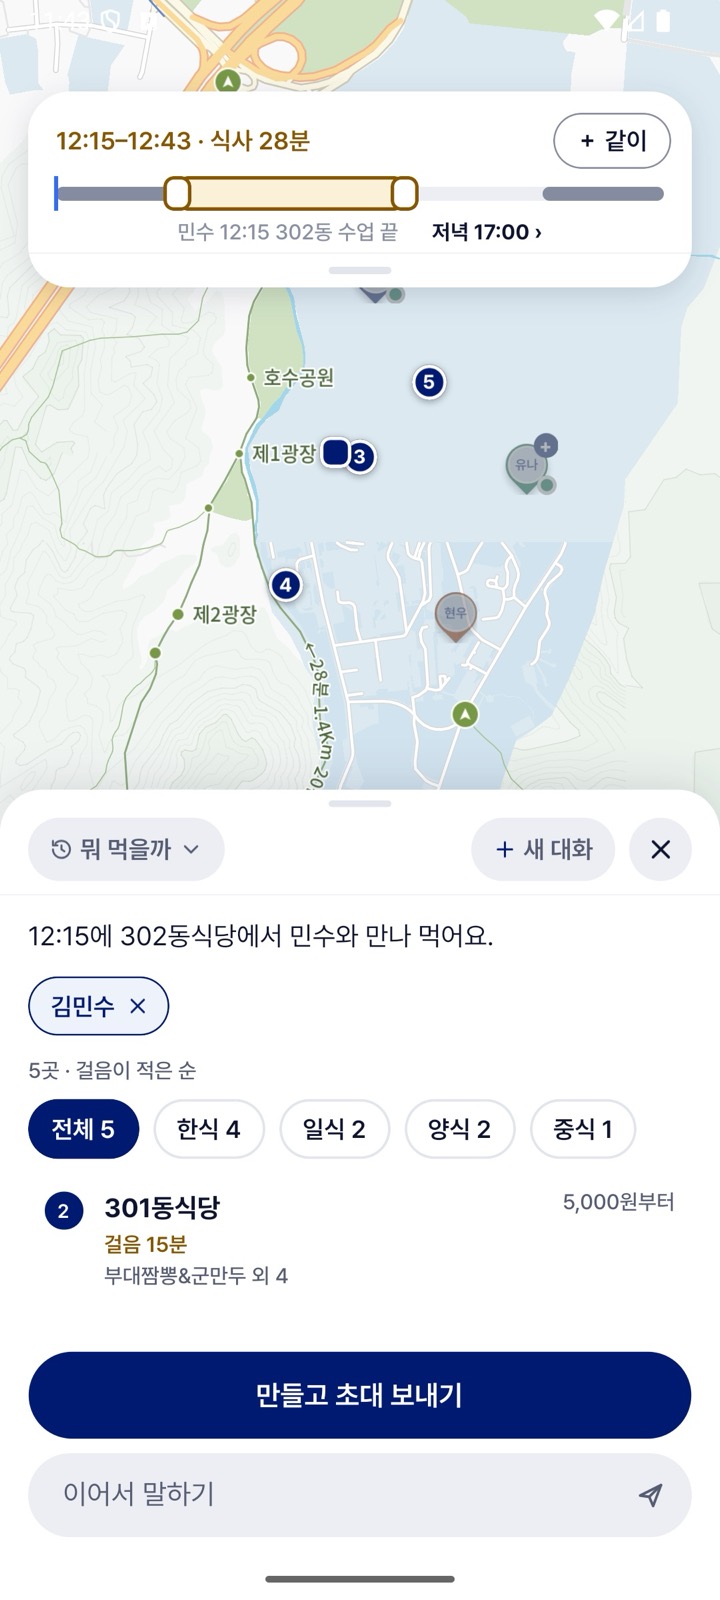 12:15–12:43 · 식사 28분
+ 같이
민수 12:15 302동 수업 끝
저녁 17:00 ›
호수공원
5
제1광장
3
유나
4
현우
제2광장
뭐 먹을까
+ 새 대화
12:15에 302동식당에서 민수와 만나 먹어요.
김민수
5곳 · 걸음이 적은 순
전체 5
한식 4
일식 2
양식 2
중식 1
2
301동식당
5,000원부터
걸음 15분
부대짬뽕&군만두 외 4
만들고 초대 보내기
이어서 말하기